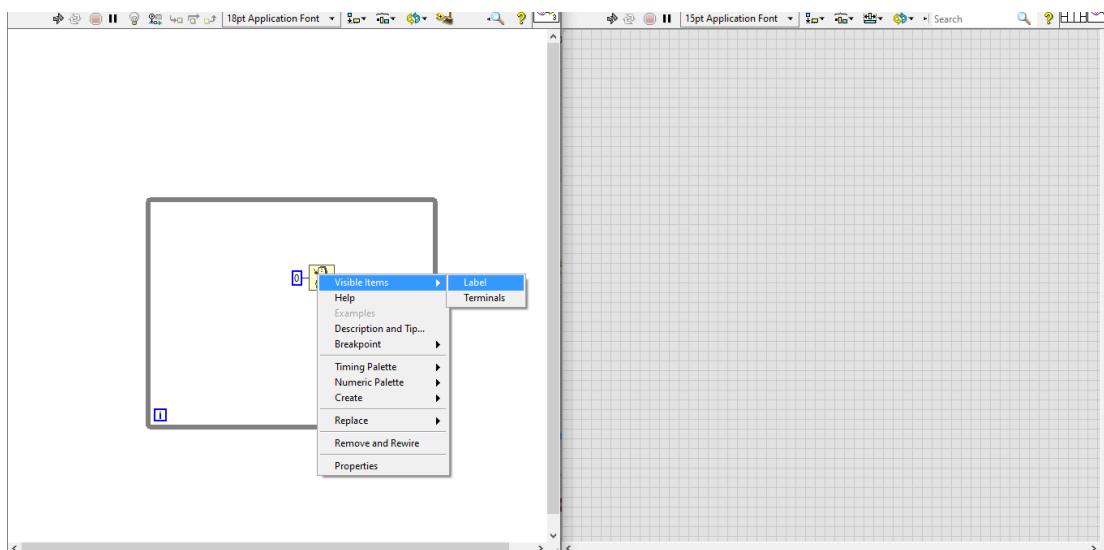 18pt Application Font
3
15pt Application Font
Search
0
Visible Items
Label
Help
Terminals
Examples
Description and Tip...
Breakpoint
Timing Palette
Numeric Palette
Create
Replace
i
Remove and Rewire
Properties